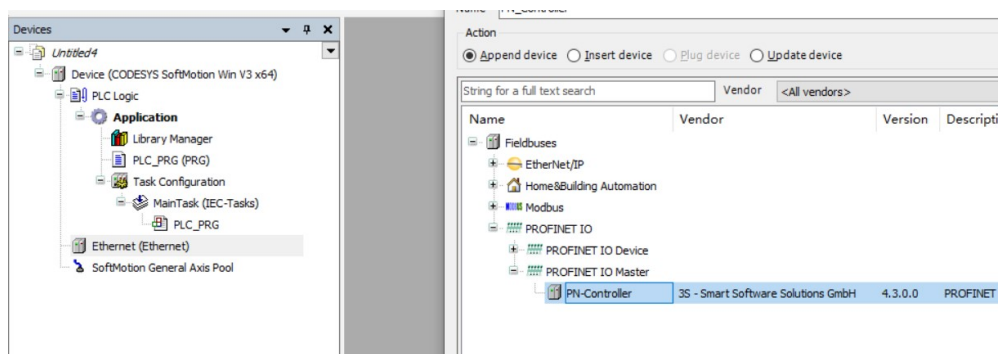 Devices
Untitled4
Device (CODESYS SoftMotion Win V3 x64)
PLC Logic
Application
Library Manager
PLC_PRG (PRG)
Task Configuration
MainTask (IEC-Tasks)
PLC_PRG
Ethernet (Ethernet)
SoftMotion General Axis Pool
Action
Append device Insert device Plug device Update device
String for a full text search Vendor <All vendors>
Name Vendor Version Descripti
Fieldbuses
EtherNet/IP
Home&Building Automation
Modbus
PROFINET IO
PROFINET IO Device
PROFINET IO Master
PN-Controller 3S - Smart Software Solutions GmbH 4.3.0.0 PROFINET